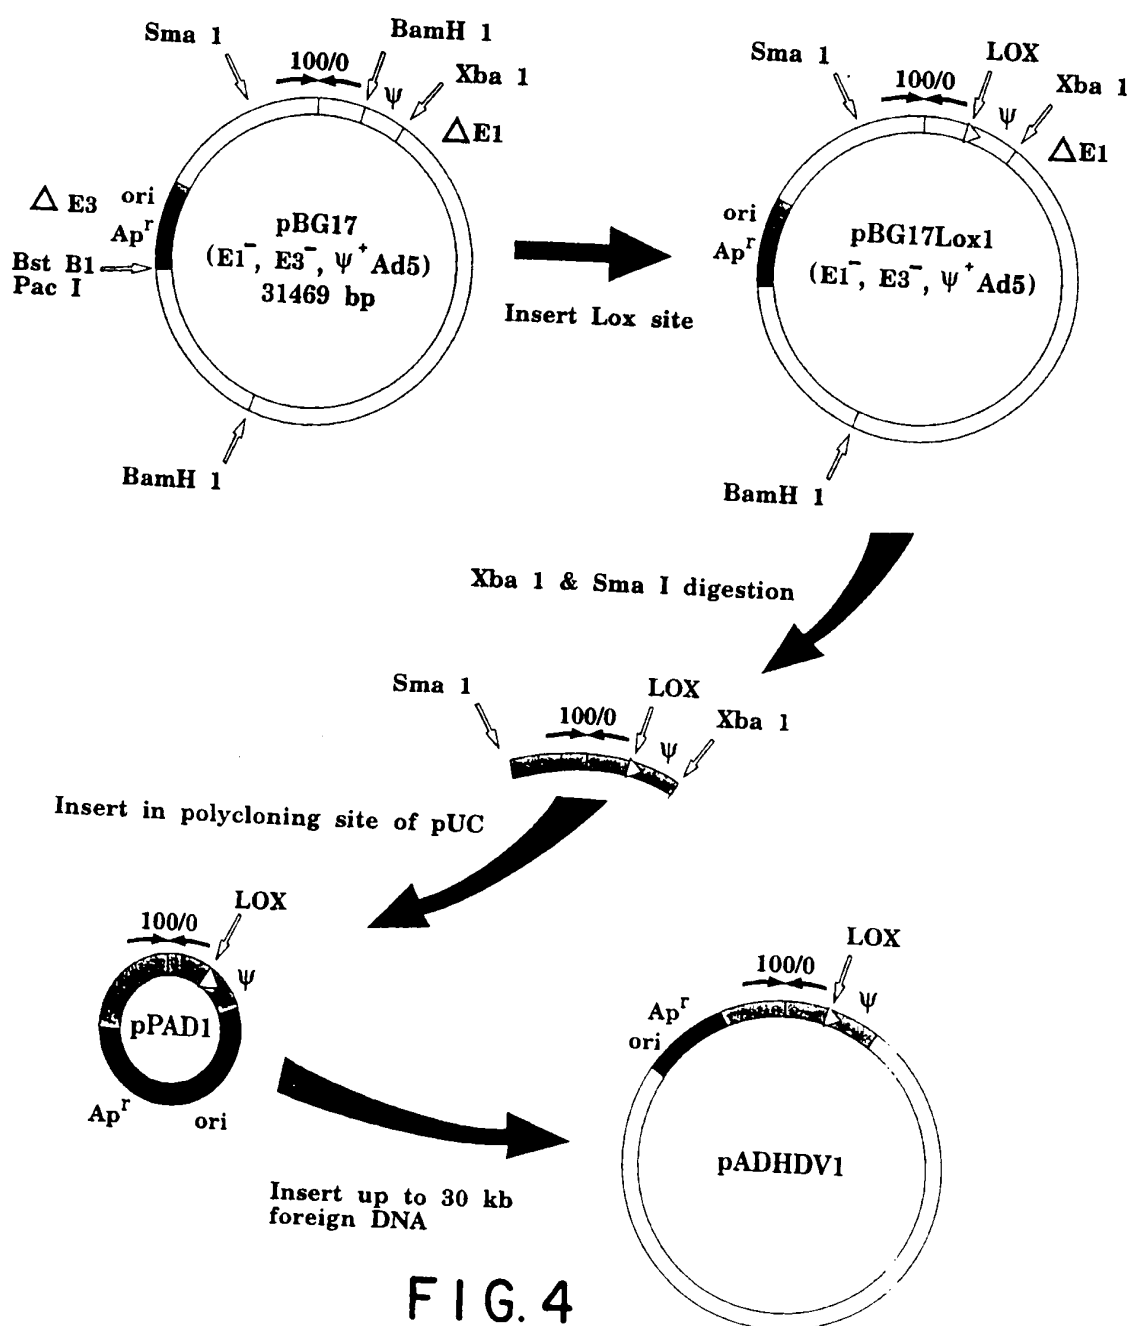 Sma 1
100/0
BamH 1
Ψ
Xba 1
△E1
△ E3
ori
Ap^r
Bst B1
Pac I
pBG17
(E1⁻, E3⁻, Ψ⁺ Ad5)
31469 bp
BamH 1
Insert Lox site
Sma 1
100/0
LOX
Ψ
Xba 1
△E1
ori
Ap^r
pBG17Lox1
(E1⁻, E3⁻, Ψ⁺ Ad5)
BamH 1
Xba 1 & Sma I digestion
Sma 1
100/0
LOX
Ψ
Xba 1
Insert in polycloning site of pUC
100/0
LOX
Ψ
pPAD1
Ap^r
ori
Insert up to 30 kb
foreign DNA
100/0
LOX
Ψ
Ap^r
ori
pADHDV1
FIG. 4